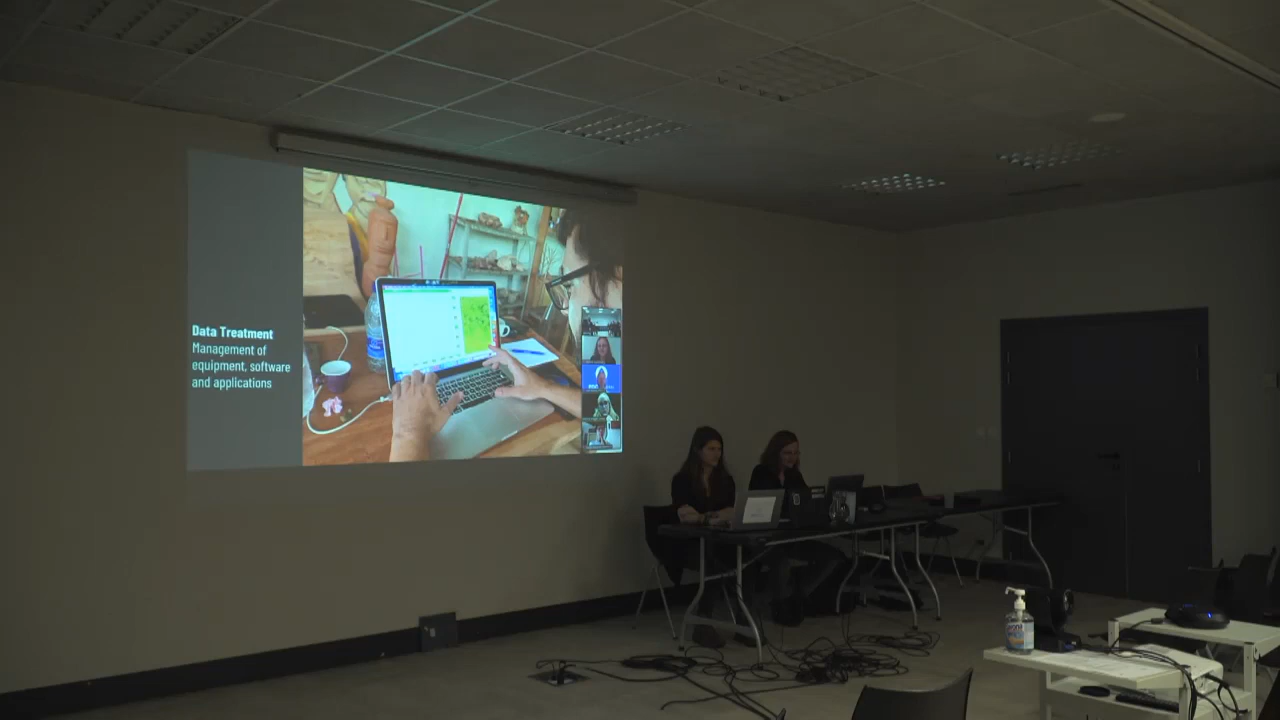 Data Treatment
Management of
equipment, software
and applications